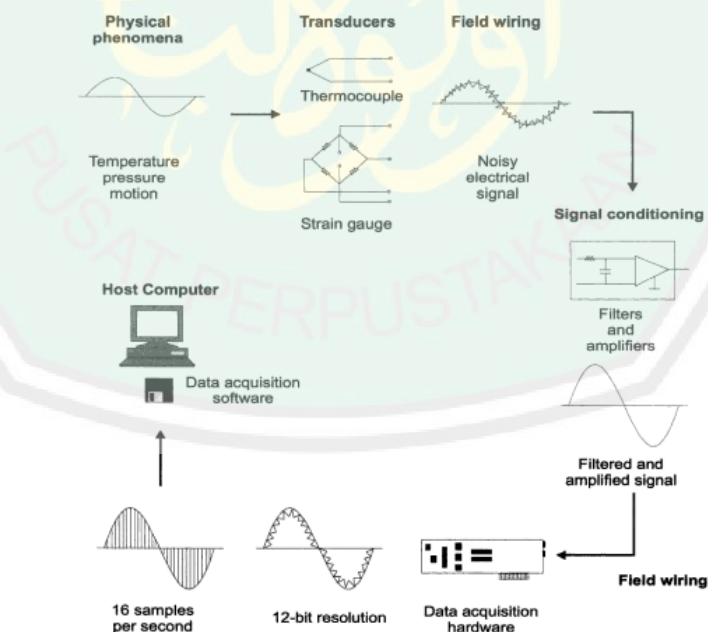 Physical
phenomena
Transducers
Field wiring
Thermocouple
Temperature
pressure
motion
Noisy
electrical
signal
Strain gauge
Signal conditioning
Filters
and
amplifiers
Host Computer
Data acquisition
software
Filtered and
amplified signal
Field wiring
16 samples
per second
12-bit resolution
Data acquisition
hardware
PUSAT PERPUSTAKAAN